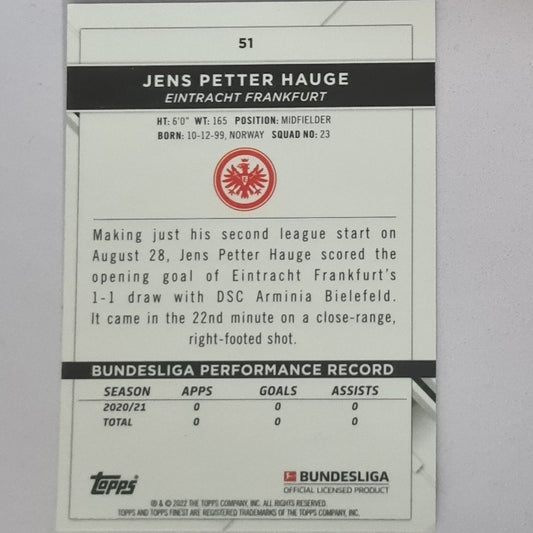 51
JENS PETTER HAUGE
EINTRACHT FRANKFURT
HT: 6'0" WT: 165 POSITION: MIDFIELDER
BORN: 10-12-99, NORWAY SQUAD NO: 23
Making just his second league start on
August 28, Jens Petter Hauge scored the
opening goal of Eintracht Frankfurt's
1-1 draw with DSC Arminia Bielefeld.
It came in the 22nd minute on a close-range,
right-footed shot.
BUNDESLIGA PERFORMANCE RECORD
SEASON APPS GOALS ASSISTS
2020/21 0 0 0
TOTAL 0 0 0
Topps
BUNDESLIGA
OFFICIAL LICENSED PRODUCT
® & © 2022 THE TOPPS COMPANY, INC. ALL RIGHTS RESERVED.
TOPPS AND TOPPS FINEST ARE REGISTERED TRADEMARKS OF THE TOPPS COMPANY, INC.